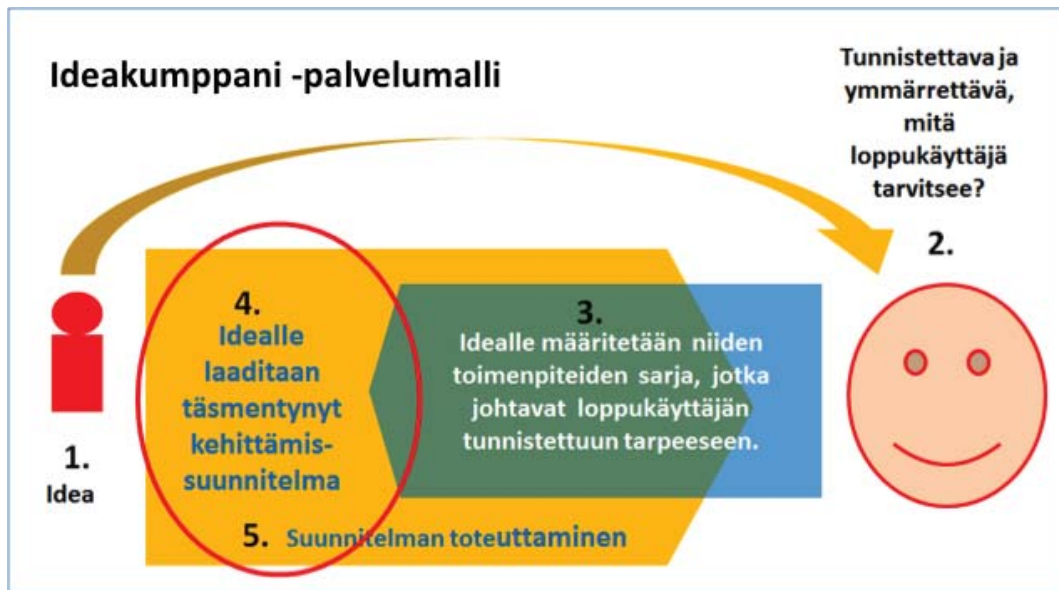 Ideakumppani -palvelumalli
Tunnistettava ja
ymmärrettävä,
mitä
loppukäyttäjä
tarvitsee?
2.
1.
Idea
4.
Idealle
laaditaan
täsmentynyt
kehittämis-
suunnitelma
3.
Idealle määritetään niiden
toimenpiteiden sarja, jotka
johtavat loppukäyttäjän
tunnistettuun tarpeeseen.
5. Suunnitelman toteuttaminen